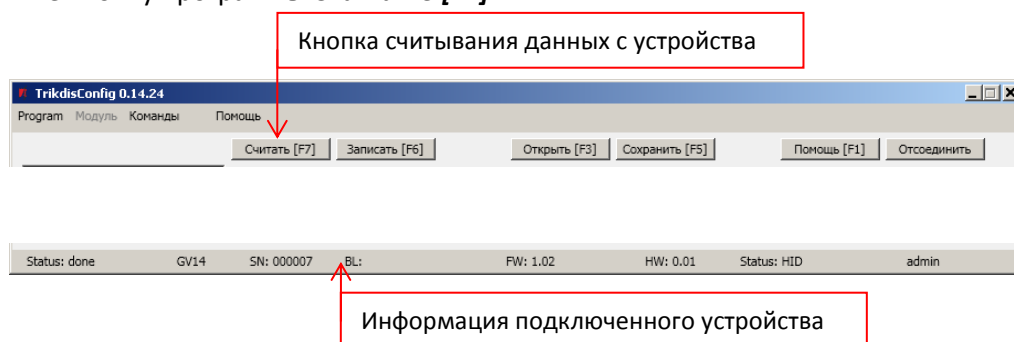 Кнопка считывания данных с устройства
TrikdisConfig 0.14.24
Program Модуль Команды Помощь
Считать [F7] Записать [F6] Открыть [F3] Сохранить [F5] Помощь [F1] Отсоединить
Status: done GV14 SN: 000007 BL: FW: 1.02 HW: 0.01 Status: HID admin
Информация подключенного устройства